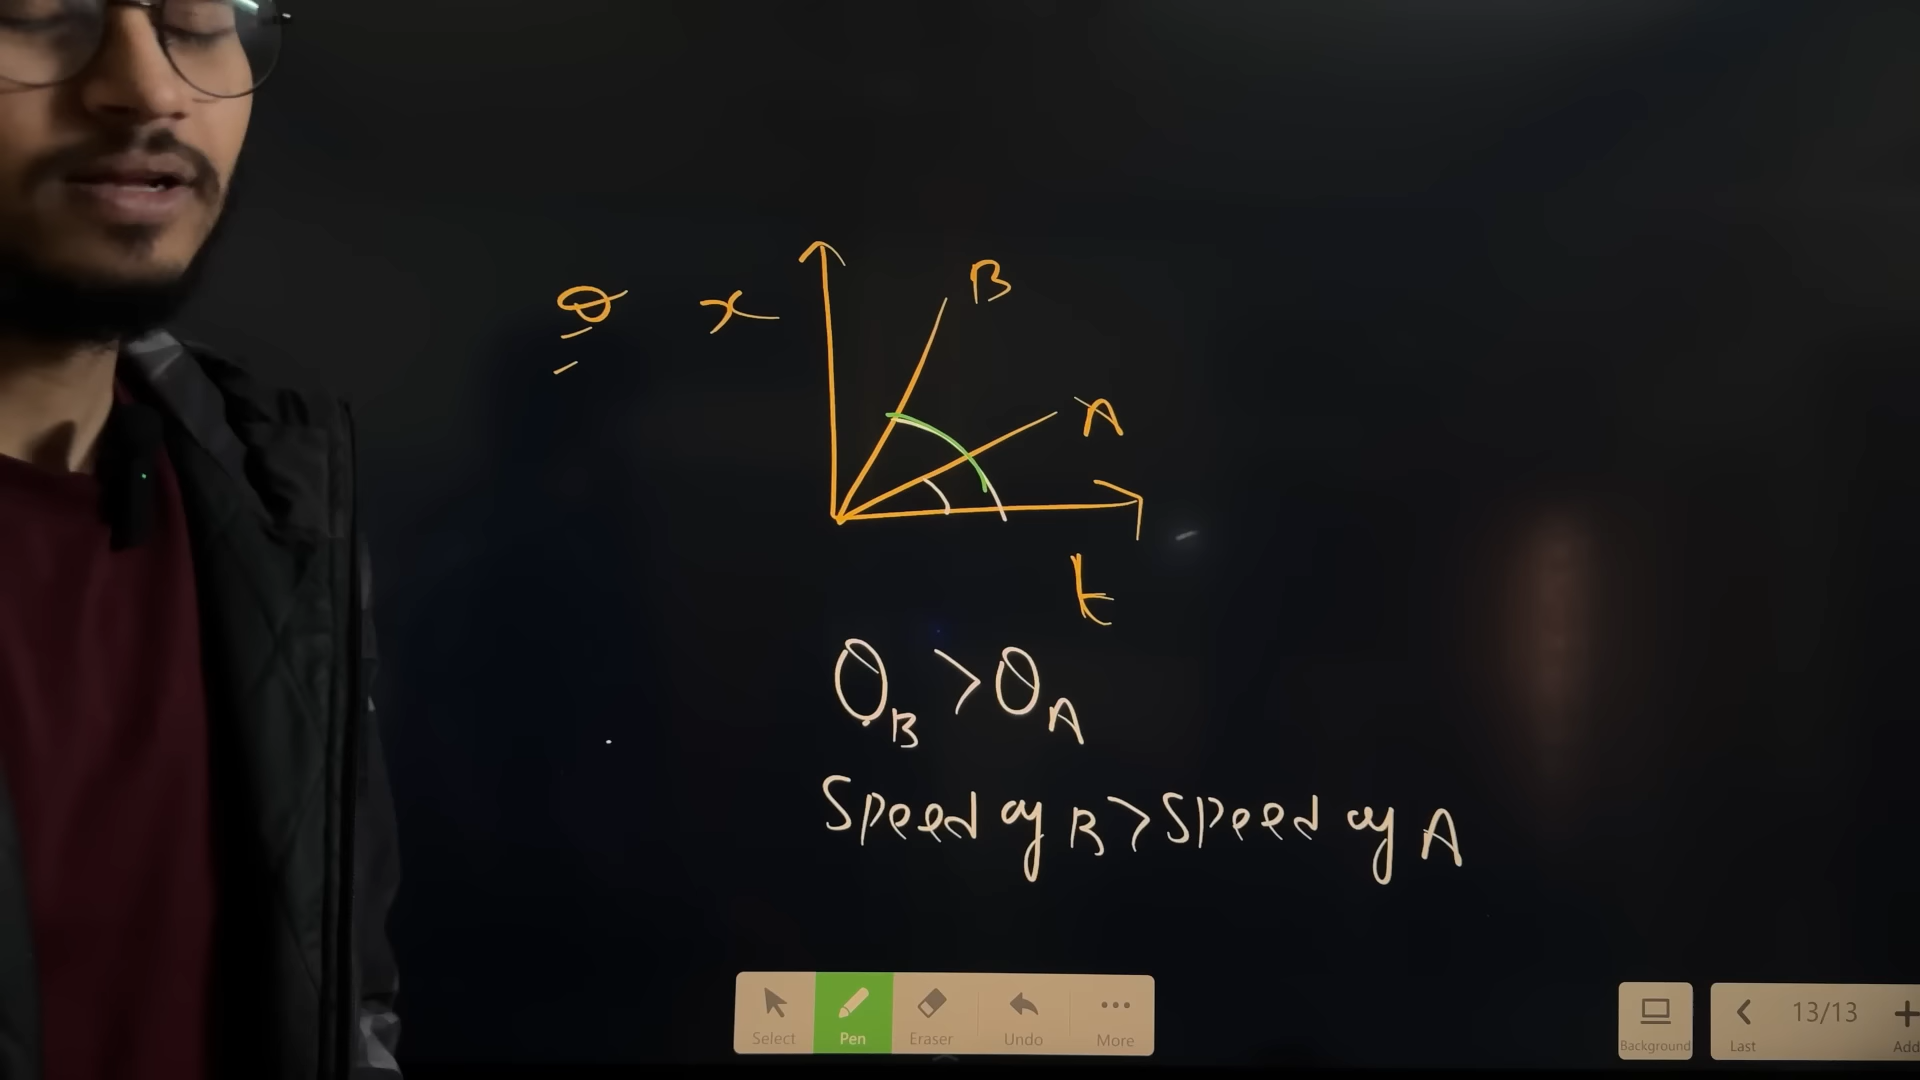 Q
x
B
A
t
θB > θA
Speed of B > Speed of A
Select
Pen
Eraser
Undo
More
Background
Last
13/13
Add